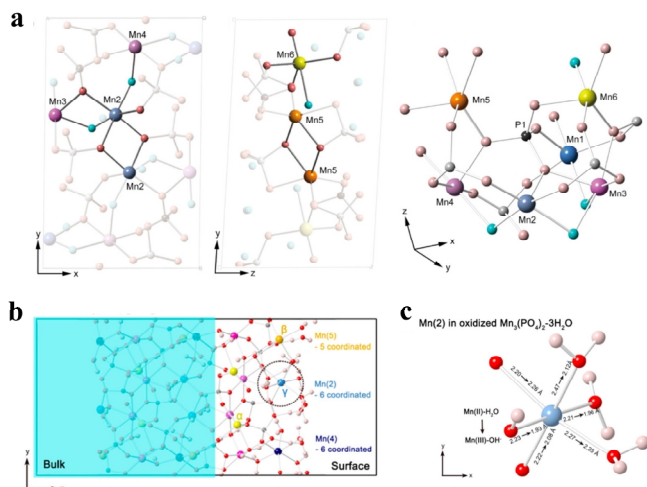 a
Mn4
Mn2
Mn3
Mn2
y
x
Mn6
Mn5
Mn5
y
z
Mn5
Mn6
P1
Mn1
Mn4
Mn3
Mn2
z
x
y
b
β
Mn(5)
- 5 coordinated
Mn(2)
- 6 coordinated
γ
α
Mn(4)
- 6 coordinated
Bulk
Surface
y
c
Mn(2) in oxidized Mn₃(PO₄)₂-3H₂O
Mn(II)-H₂O
Mn(III)-OH⁻
y
x